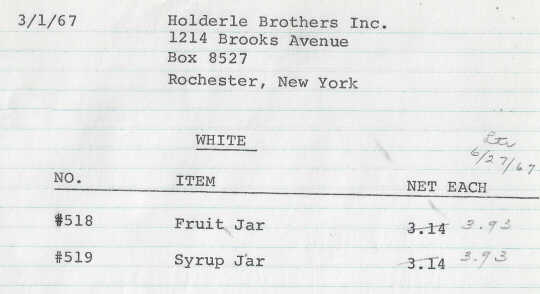 3/1/67 Holderle Brothers Inc.
1214 Brooks Avenue
Box 8527
Rochester, New York
WHITE
6/27/67
NO. ITEM NET EACH
#518 Fruit Jar 3.14 3.93
#519 Syrup Jar 3.14 3.93